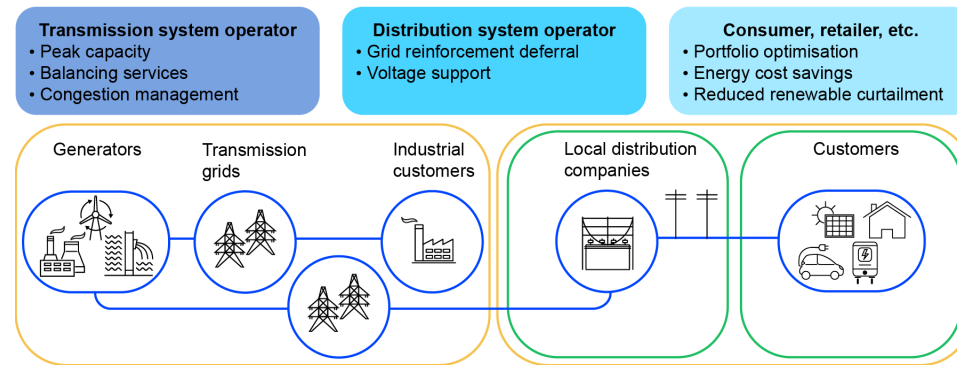 Transmission system operator
• Peak capacity
• Balancing services
• Congestion management
Distribution system operator
• Grid reinforcement deferral
• Voltage support
Consumer, retailer, etc.
• Portfolio optimisation
• Energy cost savings
• Reduced renewable curtailment
Generators
Transmission
grids
Industrial
customers
Local distribution
companies
Customers